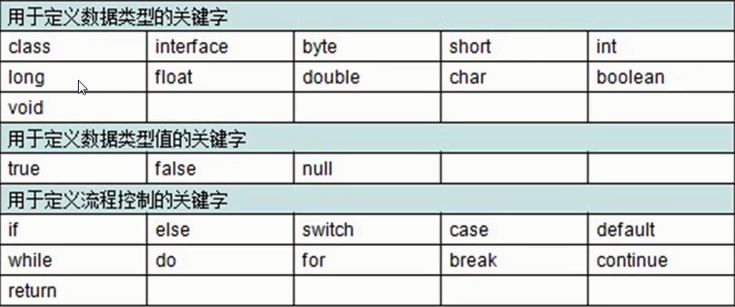 用于定义数据类型的关键字
class interface byte short int
long float double char boolean
void
用于定义数据类型值的关键字
true false null
用于定义流程控制的关键字
if else switch case default
while do for break continue
return